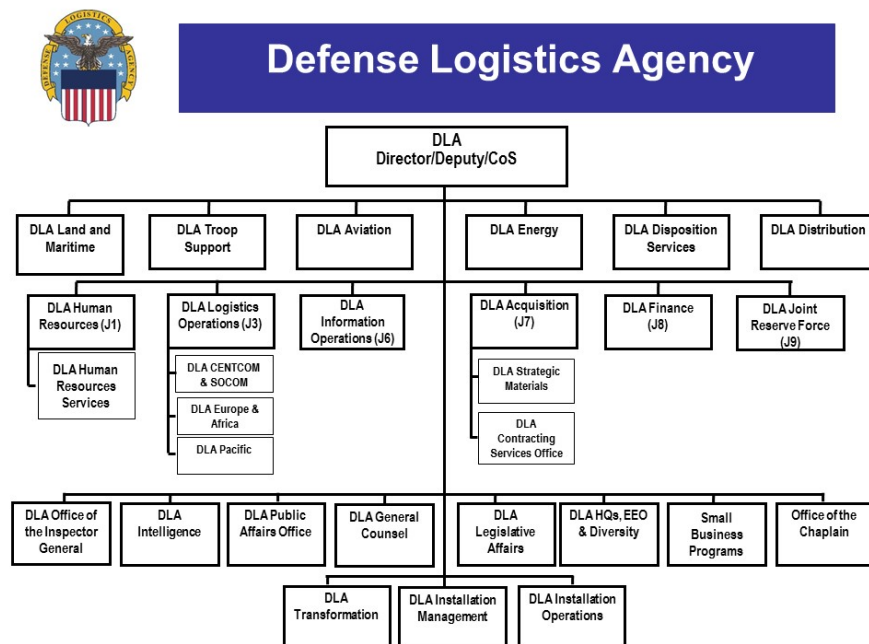 DEFENSE LOGISTICS AGENCY
Defense Logistics Agency
DLA
Director/Deputy/CoS
DLA Land and
Maritime
DLA Troop
Support
DLA Aviation
DLA Energy
DLA Disposition
Services
DLA Distribution
DLA Human
Resources (J1)
DLA Logistics
Operations (J3)
DLA
Information
Operations (J6)
DLA Acquisition
(J7)
DLA Finance
(J8)
DLA Joint
Reserve Force
(J9)
DLA Human
Resources
Services
DLA CENTCOM
& SOCOM
DLA Europe &
Africa
DLA Pacific
DLA Strategic
Materials
DLA
Contracting
Services Office
DLA Office of
the Inspector
General
DLA
Intelligence
DLA Public
Affairs Office
DLA General
Counsel
DLA
Legislative
Affairs
DLA HQs, EEO
& Diversity
Small
Business
Programs
Office of the
Chaplain
DLA
Transformation
DLA Installation
Management
DLA Installation
Operations